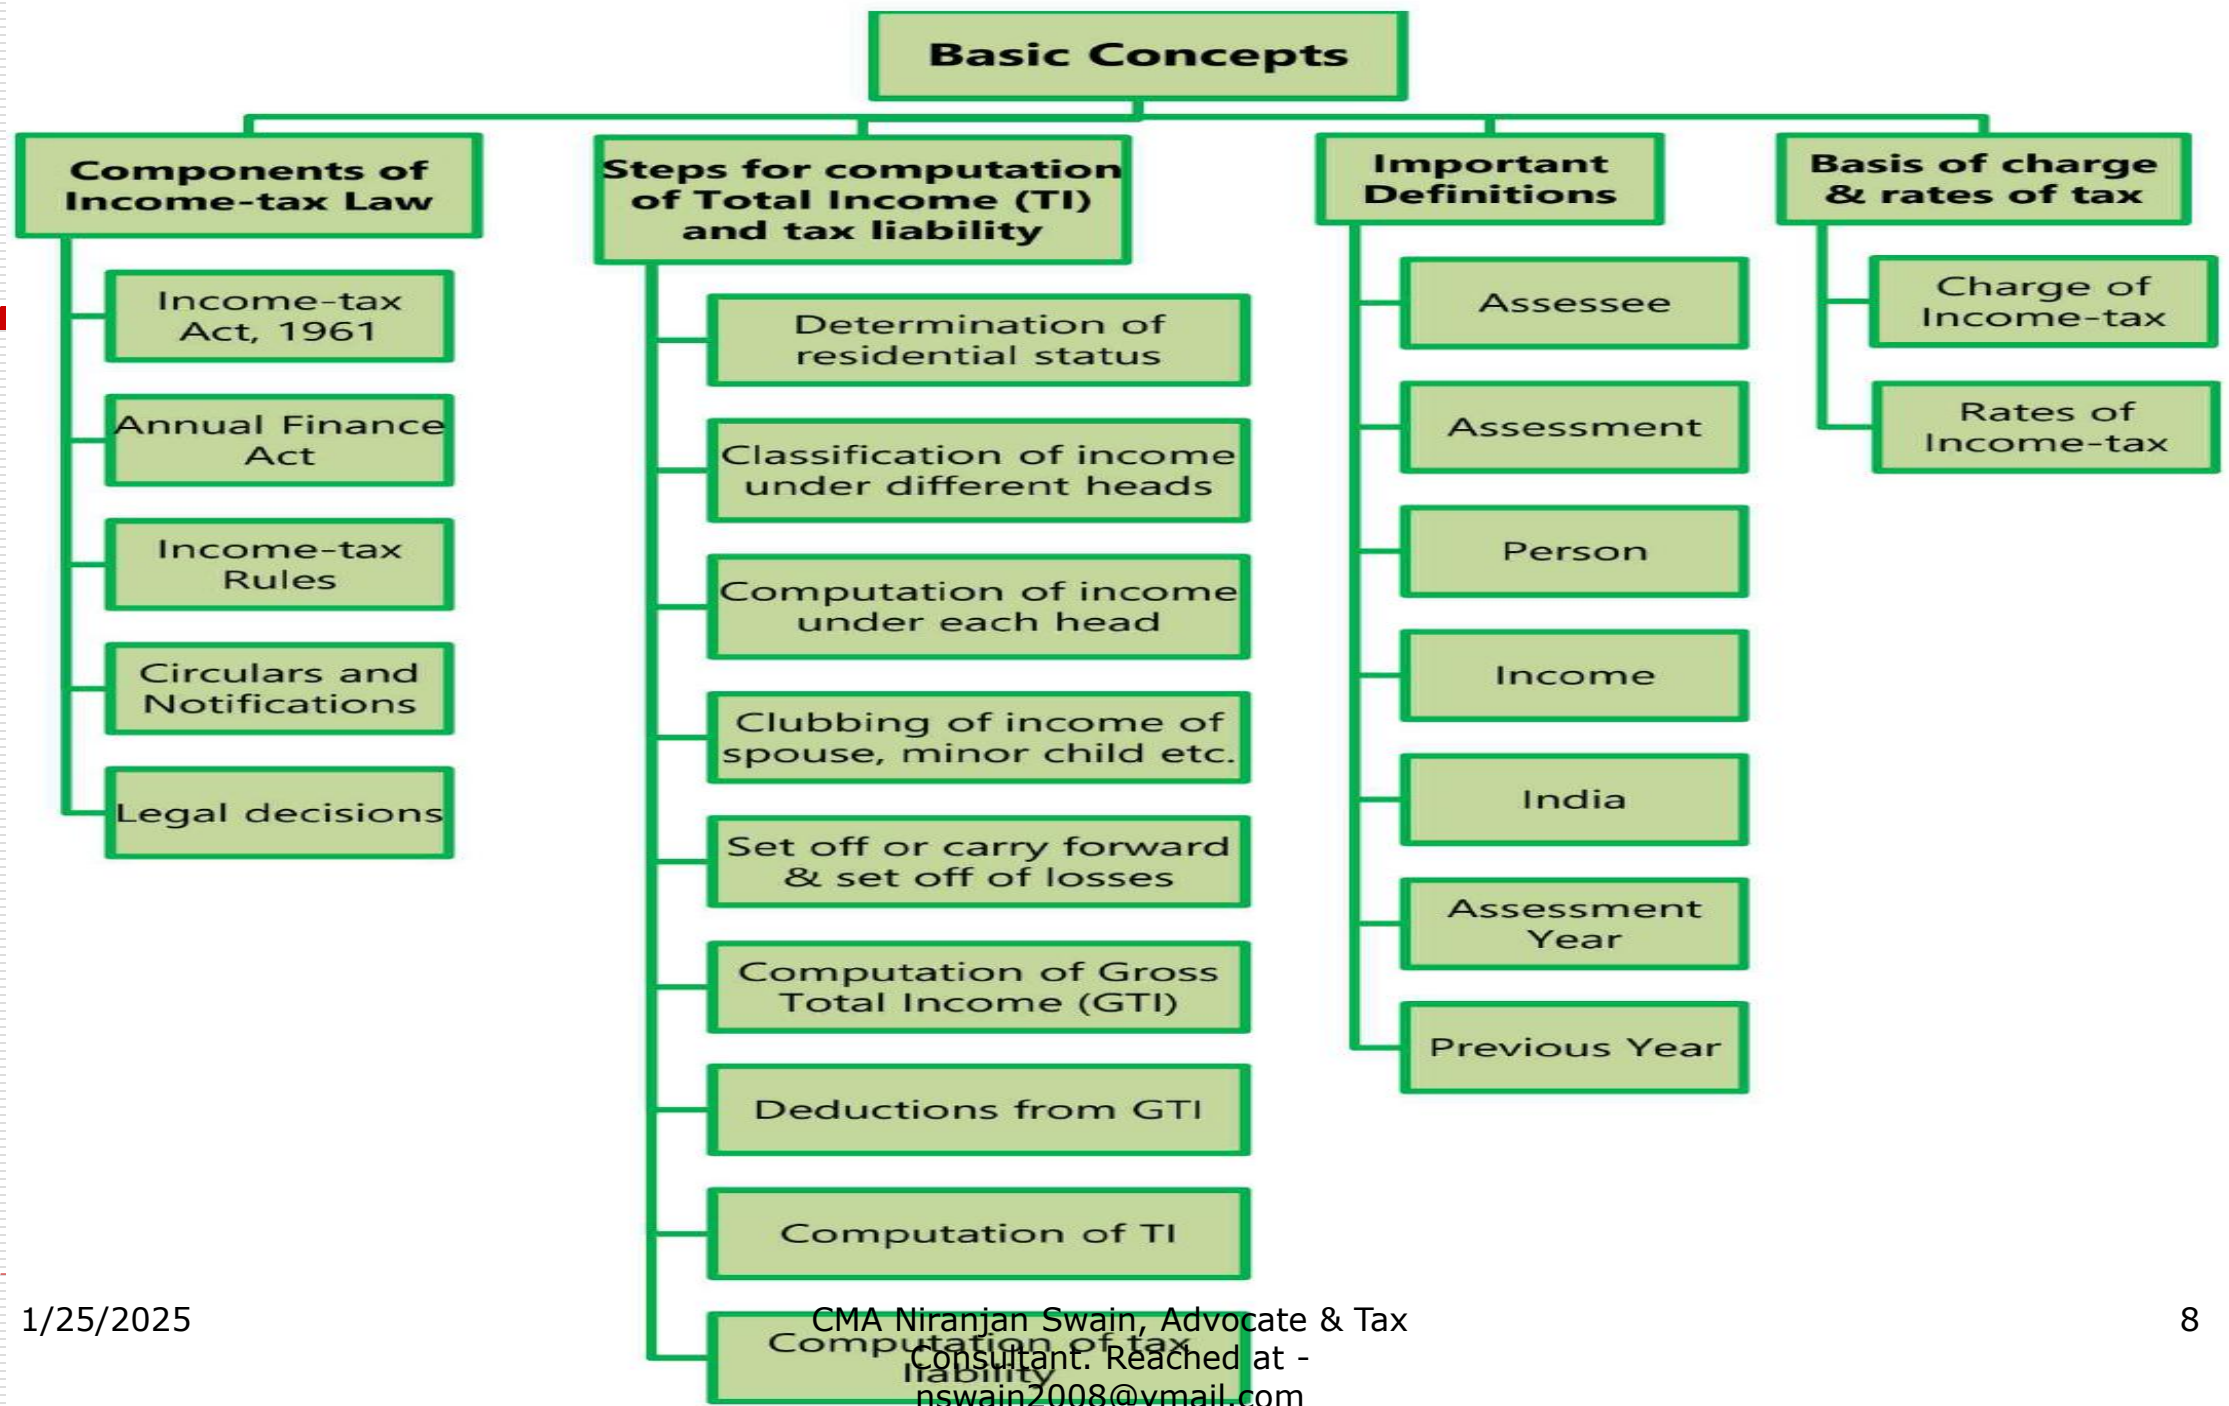 Basic Concepts
Components of
Income-tax Law
Income-tax
Act, 1961
Annual Finance
Act
Income-tax
Rules
Circulars and
Notifications
Legal decisions
Steps for computation
of Total Income (TI)
and tax liability
Determination of
residential status
Classification of income
under different heads
Computation of income
under each head
Clubbing of income of
spouse, minor child etc.
Set off or carry forward
& set off of losses
Computation of Gross
Total Income (GTI)
Deductions from GTI
Computation of TI
Computation of tax
liability
Important
Definitions
Assessee
Assessment
Person
Income
India
Assessment
Year
Previous Year
Basis of charge
& rates of tax
Charge of
Income-tax
Rates of
Income-tax
1/25/2025
CMA Niranjan Swain, Advocate & Tax
Consultant. Reached at -
nswain2008@ymail.com
8